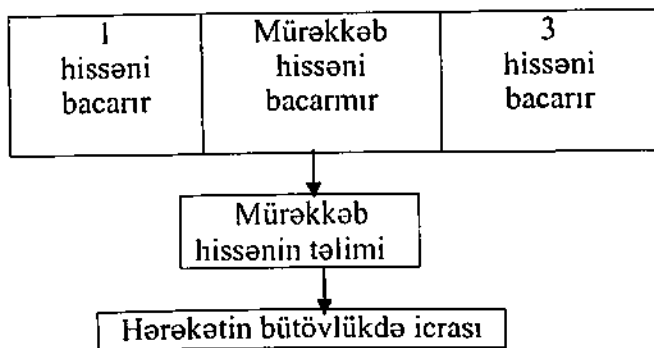 1
hissəni
bacarır
Mürəkkəb
hissəni
bacarmır
3
hissəni
bacarır
Mürəkkəb
hissənin təlimi
Hərəkətin bütövlükdə icrası